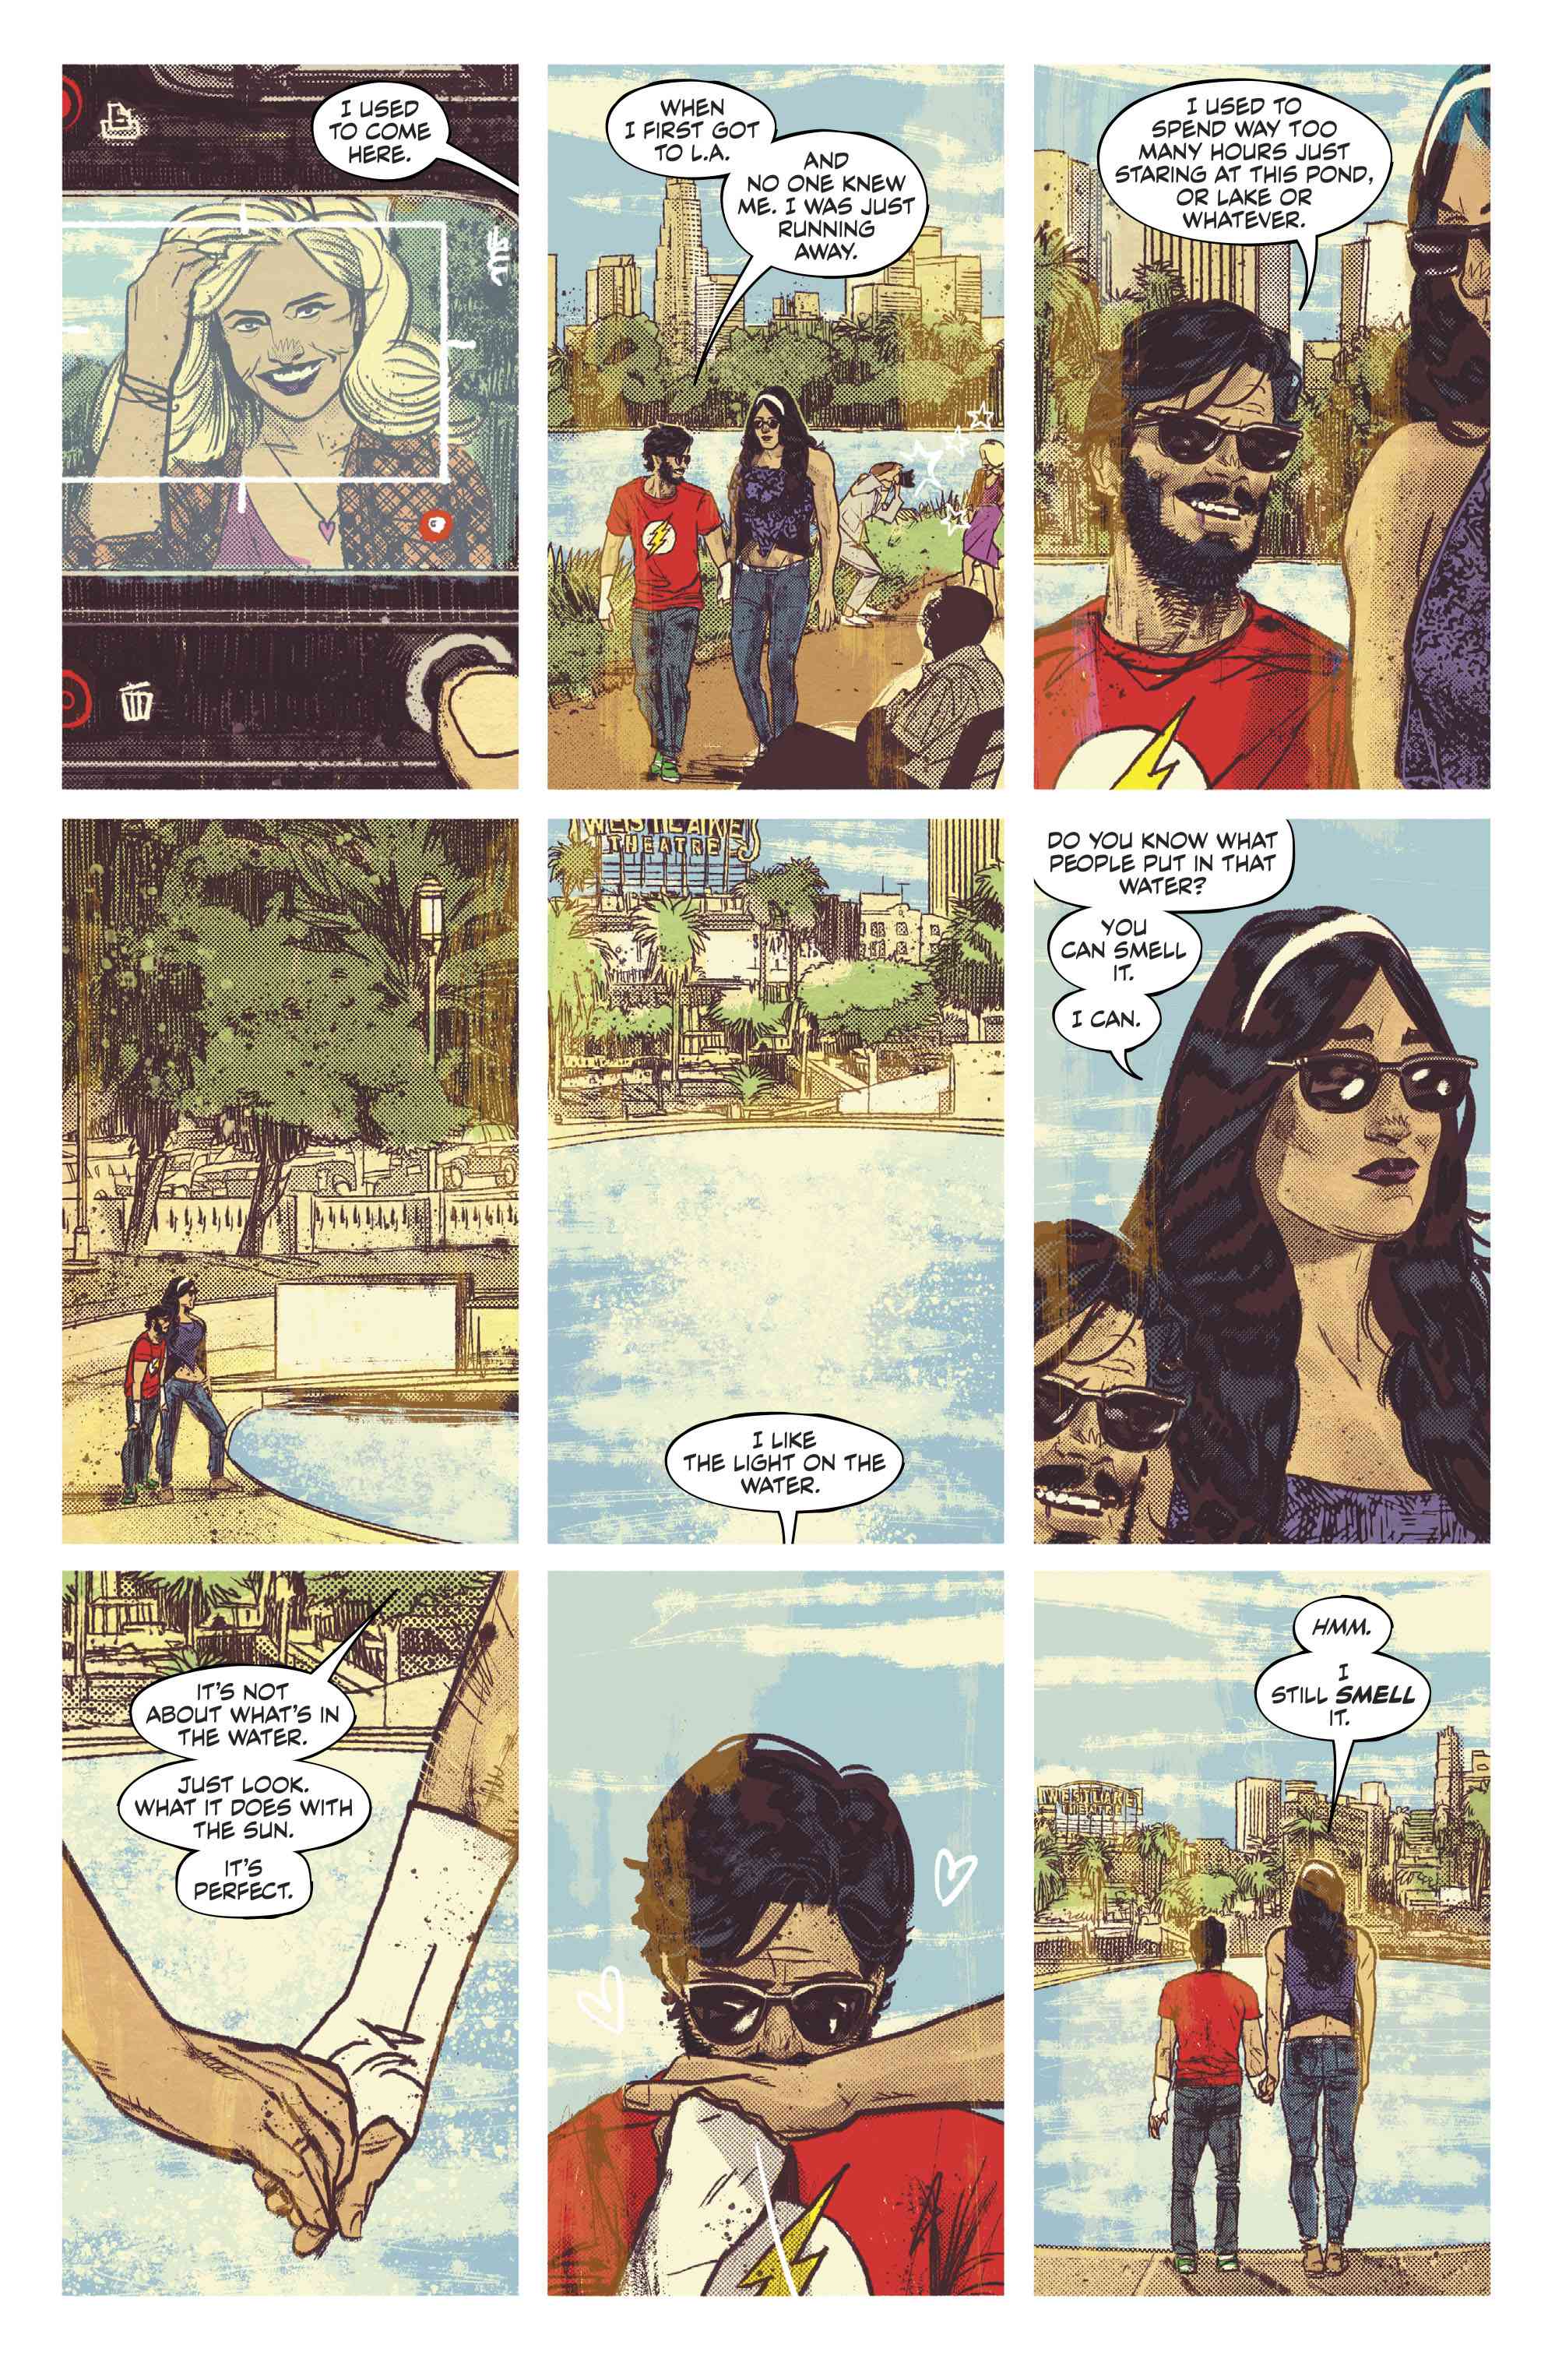 I USED
TO COME
HERE.
WHEN
I FIRST GOT
TO L.A.
AND
NO ONE KNEW
ME. I WAS JUST
RUNNING
AWAY.
I USED TO
SPEND WAY TOO
MANY HOURS JUST
STARING AT THIS POND,
OR LAKE OR
WHATEVER.
WESTLAKE
THEATRE
I LIKE
THE LIGHT ON THE
WATER.
DO YOU KNOW WHAT
PEOPLE PUT IN THAT
WATER?
YOU
CAN SMELL
IT.
I CAN.
IT'S NOT
ABOUT WHAT'S IN
THE WATER.
JUST LOOK.
WHAT IT DOES WITH
THE SUN.
IT'S
PERFECT.
HMM.
I
STILL SMELL
IT.
WESTLAKE
THEATRE